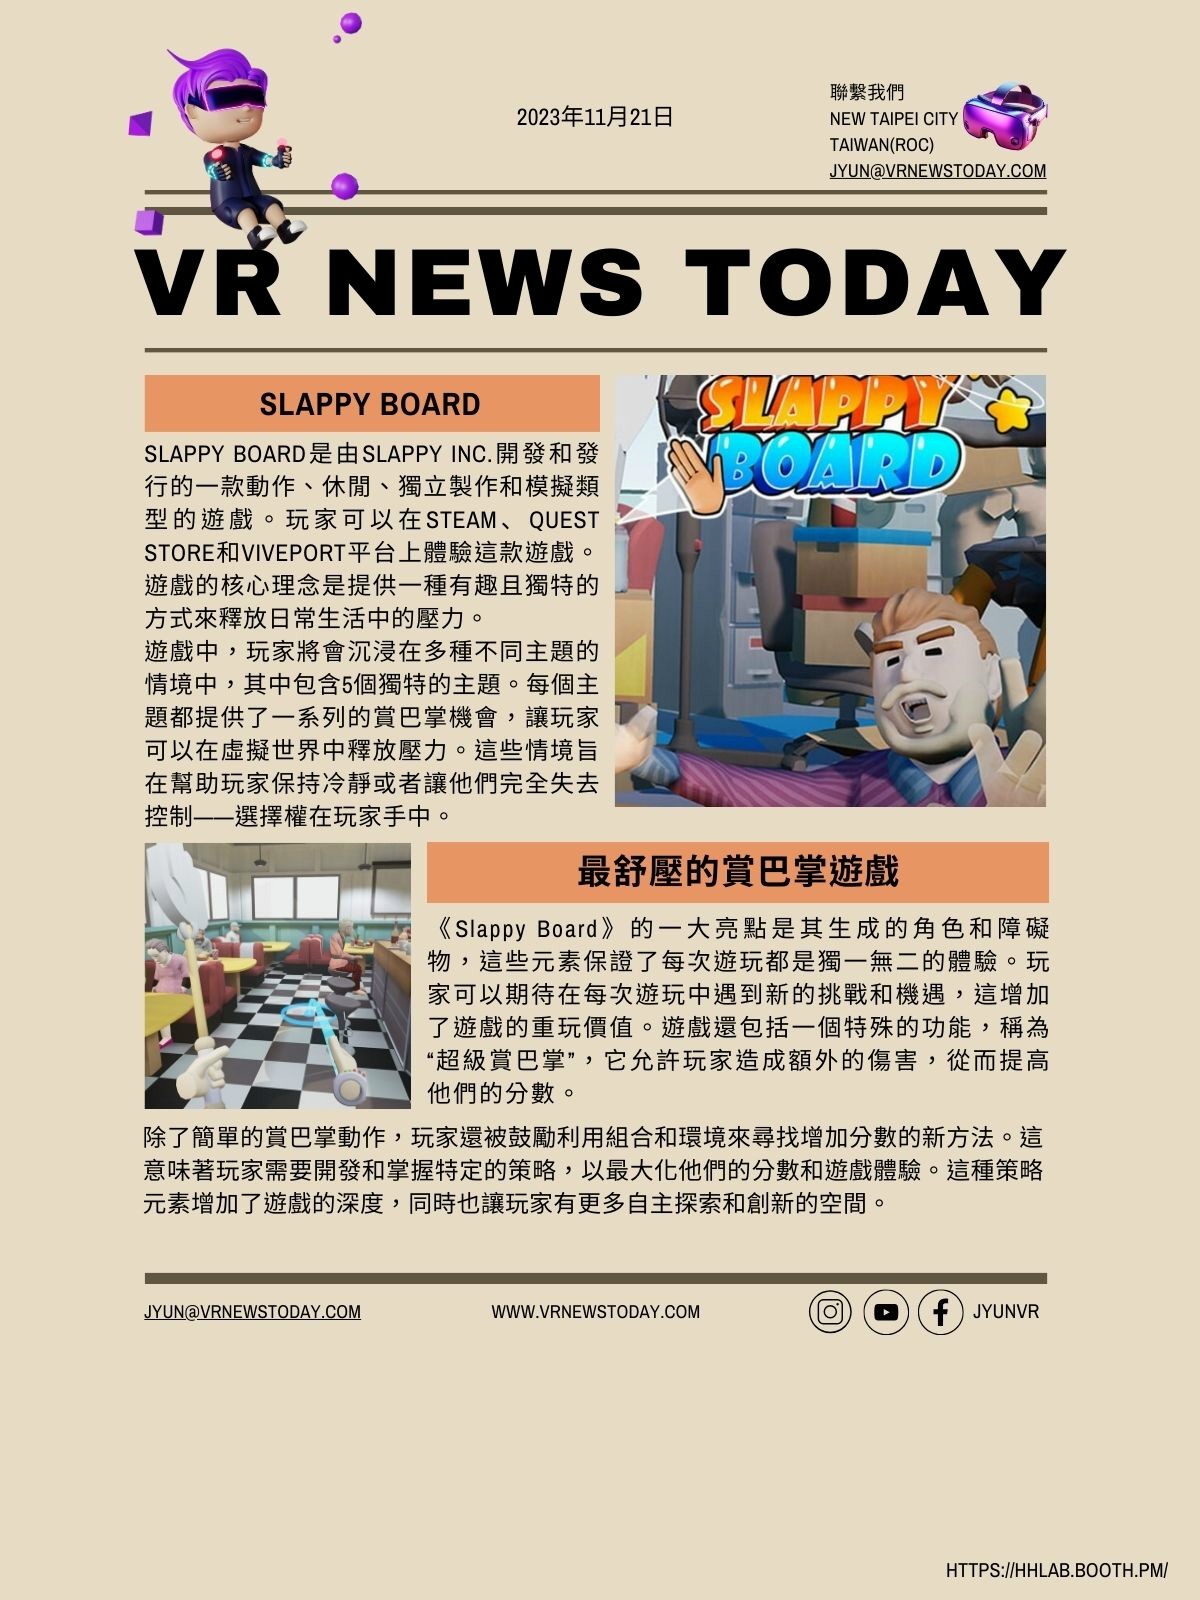 2023年11月21日
聯繫我們
NEW TAIPEI CITY
TAIWAN(ROC)
JYUN@VRNEWSTODAY.COM
VR NEWS TODAY
SLAPPY BOARD
SLAPPY BOARD是由SLAPPY INC.開發和發
行的一款動作、休閒、獨立製作和模擬類
型的遊戲。玩家可以在STEAM、QUEST
STORE和VIVEPORT平台上體驗這款遊戲。
遊戲的核心理念是提供一種有趣且獨特的
方式來釋放日常生活中的壓力。
遊戲中，玩家將會沉浸在多種不同主題的
情境中，其中包含5個獨特的主題。每個主
題都提供了一系列的賞巴掌機會，讓玩家
可以在虛擬世界中釋放壓力。這些情境旨
在幫助玩家保持冷靜或者讓他們完全失去
控制——選擇權在玩家手中。
SLAPPY
BOARD
最舒壓的賞巴掌遊戲
《Slappy Board》的一大亮點是其生成的角色和障礙
物，這些元素保證了每次遊玩都是獨一無二的體驗。玩
家可以期待在每次遊玩中遇到新的挑戰和機遇，這增加
了遊戲的重玩價值。遊戲還包括一個特殊的功能，稱為
“超級賞巴掌”，它允許玩家造成額外的傷害，從而提高
他們的分數。
除了簡單的賞巴掌動作，玩家還被鼓勵利用組合和環境來尋找增加分數的新方法。這
意味著玩家需要開發和掌握特定的策略，以最大化他們的分數和遊戲體驗。這種策略
元素增加了遊戲的深度，同時也讓玩家有更多自主探索和創新的空間。
JYUN@VRNEWSTODAY.COM
WWW.VRNEWSTODAY.COM
JYUNVR
HTTPS://HHLAB.BOOTH.PM/